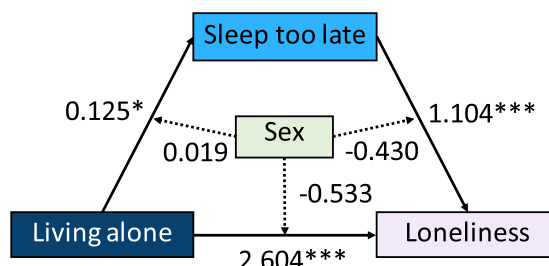 Sleep too late
0.125*
1.104***
Sex
0.019
-0.430
-0.533
Living alone
Loneliness
2.604***